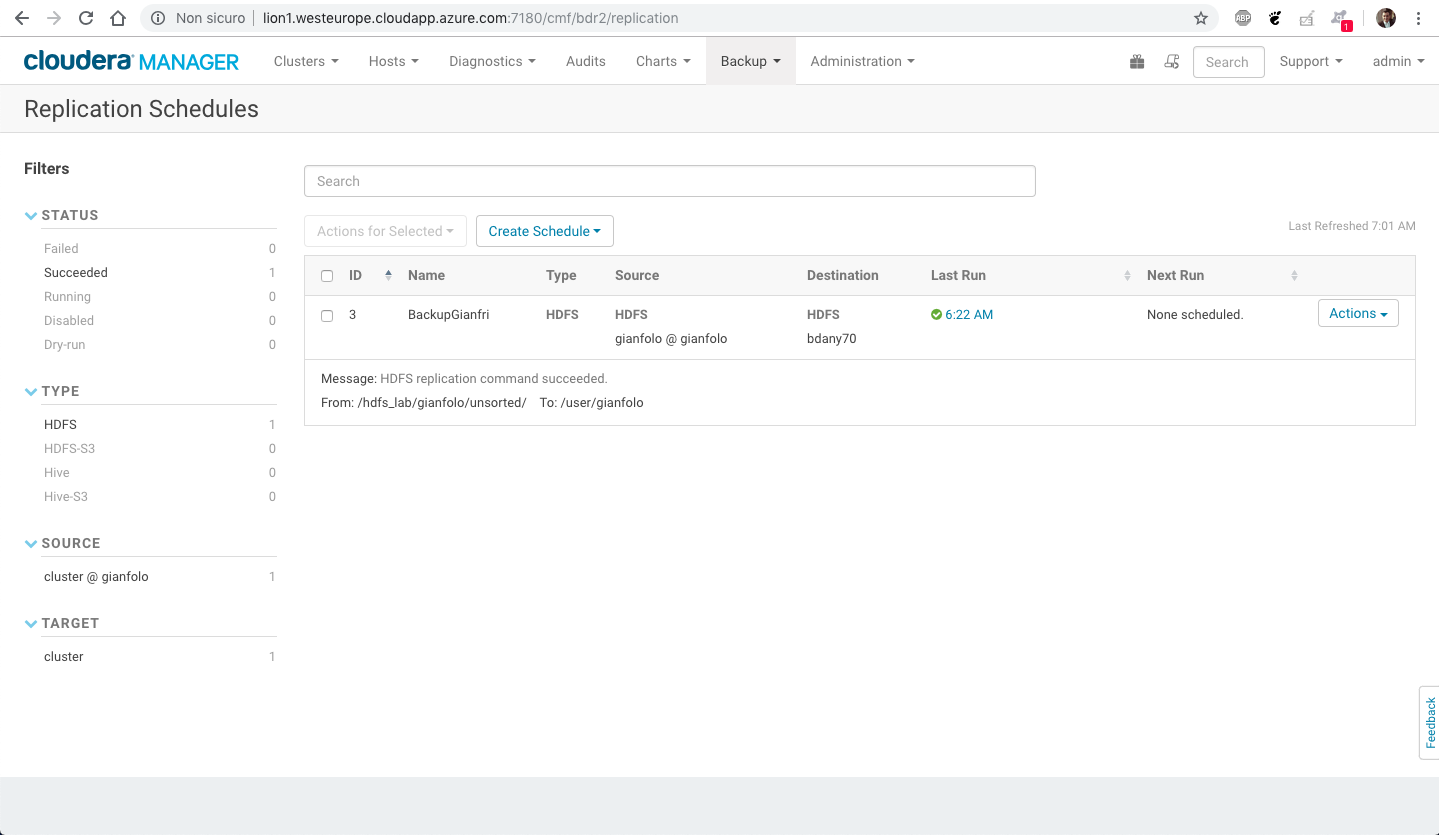 Non sicuro lion1.westeurope.cloudapp.azure.com:7180/cmf/bdr2/replication ABP 1
cloudera MANAGER Clusters Hosts Diagnostics Audits Charts Backup Administration Search Support admin
Replication Schedules
Filters
Search
STATUS
Failed 0
Succeeded 1
Running 0
Disabled 0
Dry-run 0
TYPE
HDFS 1
HDFS-S3 0
Hive 0
Hive-S3 0
SOURCE
cluster @ gianfolo 1
TARGET
cluster 1
Actions for Selected Create Schedule Last Refreshed 7:01 AM
ID Name Type Source Destination Last Run Next Run
3 BackupGianfri HDFS HDFS HDFS 6:22 AM None scheduled. Actions
gianfolo @ gianfolo bdany70
Message: HDFS replication command succeeded.
From: /hdfs_lab/gianfolo/unsorted/ To: /user/gianfolo
Feedback